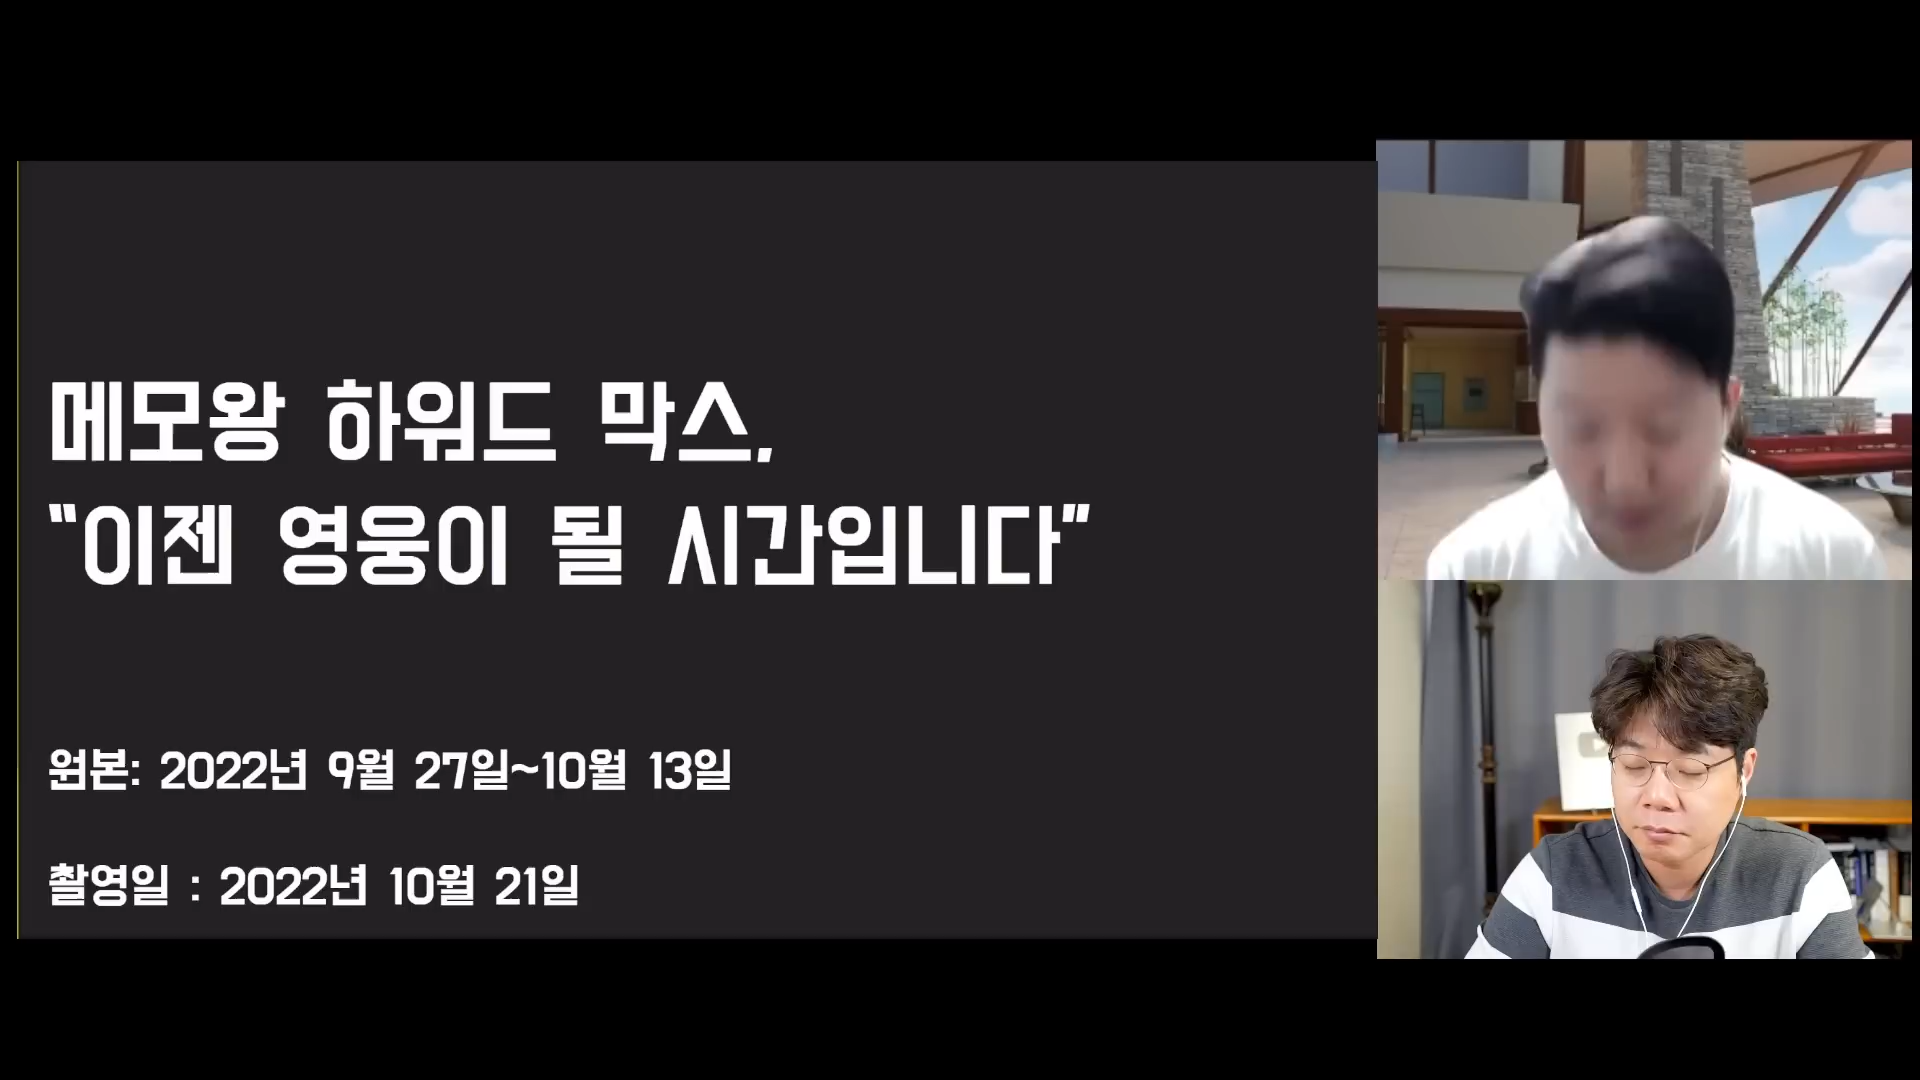 메모왕 하워드 막스,
“이젠 영웅이 될 시간입니다”
원본: 2022년 9월 27일~10월 13일
촬영일 : 2022년 10월 21일